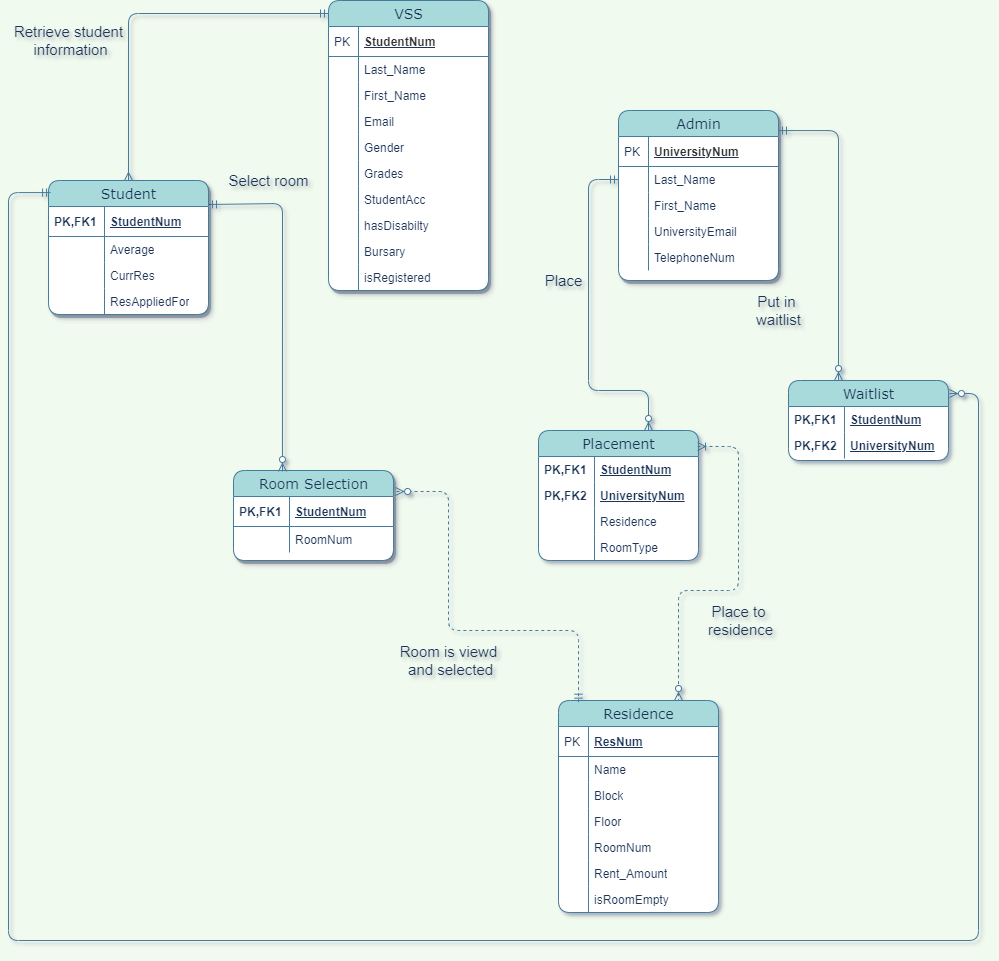 VSS
PK StudentNum
Last_Name
First_Name
Email
Gender
Grades
StudentAcc
hasDisabilty
Bursary
isRegistered
Retrieve student
information
Student
PK,FK1 StudentNum
Average
CurrRes
ResAppliedFor
Select room
Admin
PK UniversityNum
Last_Name
First_Name
UniversityEmail
TelephoneNum
Place
Put in
waitlist
Waitlist
PK,FK1 StudentNum
PK,FK2 UniversityNum
Placement
PK,FK1 StudentNum
PK,FK2 UniversityNum
Residence
RoomType
Room Selection
PK,FK1 StudentNum
RoomNum
Room is viewd
and selected
Place to
residence
Residence
PK ResNum
Name
Block
Floor
RoomNum
Rent_Amount
isRoomEmpty